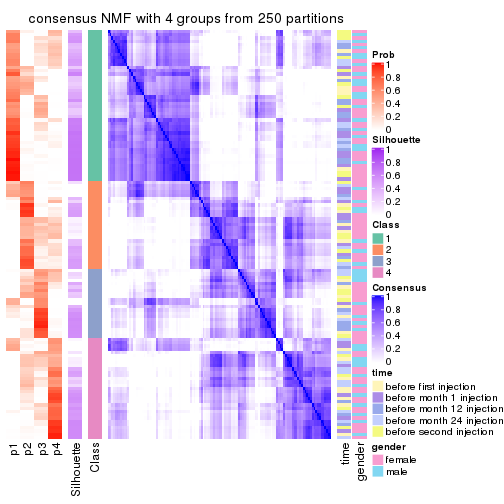 consensus NMF with 4 groups from 250 partitions
Prob
1
0.8
0.6
0.4
0.2
0
Silhouette
1
0.8
0.6
0.4
0.2
0
Class
1
2
3
4
Consensus
1
0.8
0.6
0.4
0.2
0
time
before first injection
before month 1 injection
before month 12 injection
before month 24 injection
before second injection
gender
female
male
p1
p2
p3
p4
Silhouette
Class
time
gender